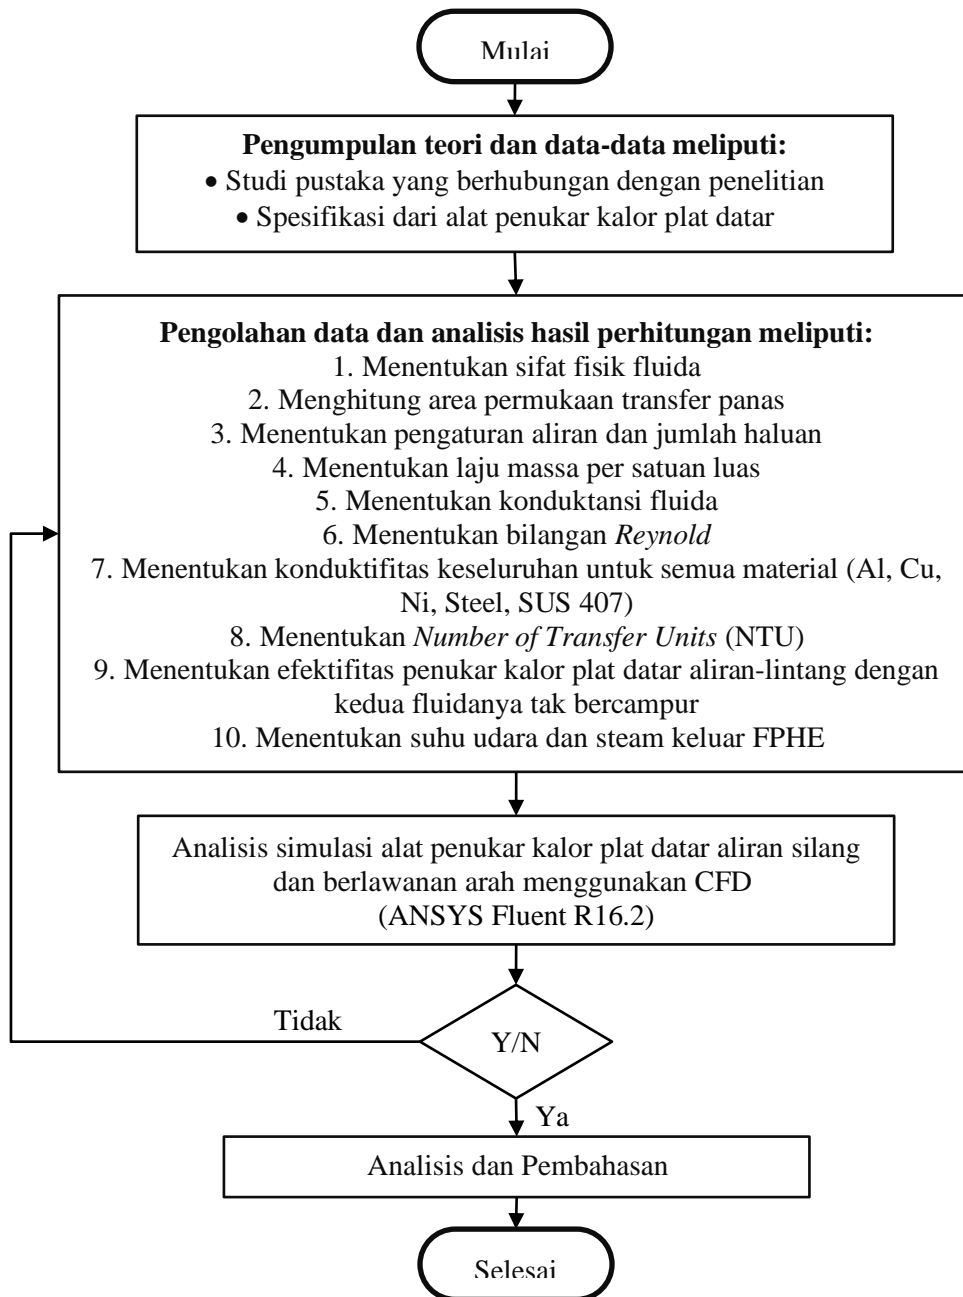 Mulai
Pengumpulan teori dan data-data meliputi:
• Studi pustaka yang berhubungan dengan penelitian
• Spesifikasi dari alat penukar kalor plat datar
Pengolahan data dan analisis hasil perhitungan meliputi:
1. Menentukan sifat fisik fluida
2. Menghitung area permukaan transfer panas
3. Menentukan pengaturan aliran dan jumlah haluan
4. Menentukan laju massa per satuan luas
5. Menentukan konduktansi fluida
6. Menentukan bilangan Reynold
7. Menentukan konduktifitas keseluruhan untuk semua material (Al, Cu,
Ni, Steel, SUS 407)
8. Menentukan Number of Transfer Units (NTU)
9. Menentukan efektifitas penukar kalor plat datar aliran-lintang dengan
kedua fluidanya tak bercampur
10. Menentukan suhu udara dan steam keluar FPHE
Analisis simulasi alat penukar kalor plat datar aliran silang
dan berlawanan arah menggunakan CFD
(ANSYS Fluent R16.2)
Tidak
Y/N
Ya
Analisis dan Pembahasan
Selesai